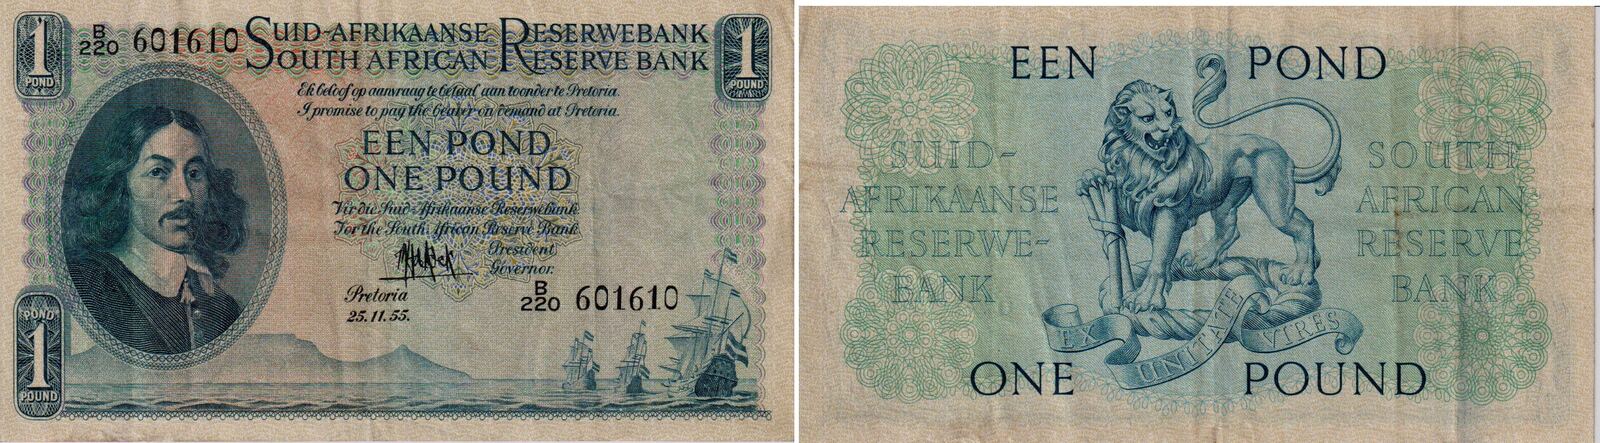 1
POND
B
220 601610
SUID-AFRIKAANSE RESERWEBANK
SOUTH AFRICAN RESERVE BANK
1
POUND
Ek beloof op aanvraag te betaal aan toonder te Pretoria.
I promise to pay the bearer on demand at Pretoria.
EEN POND
ONE POUND
Vir die Suid-Afrikaanse Reserwebank
For the South African Reserve Bank
President
Governor.
Pretoria
25.11.55.
B
220 601610
POND
1
POUND
EEN POND
SUID-
AFRIKAANSE
RESERWE-
BANK
SOUTH
AFRICAN
RESERVE
BANK
EX UNITATE VIRES
ONE POUND